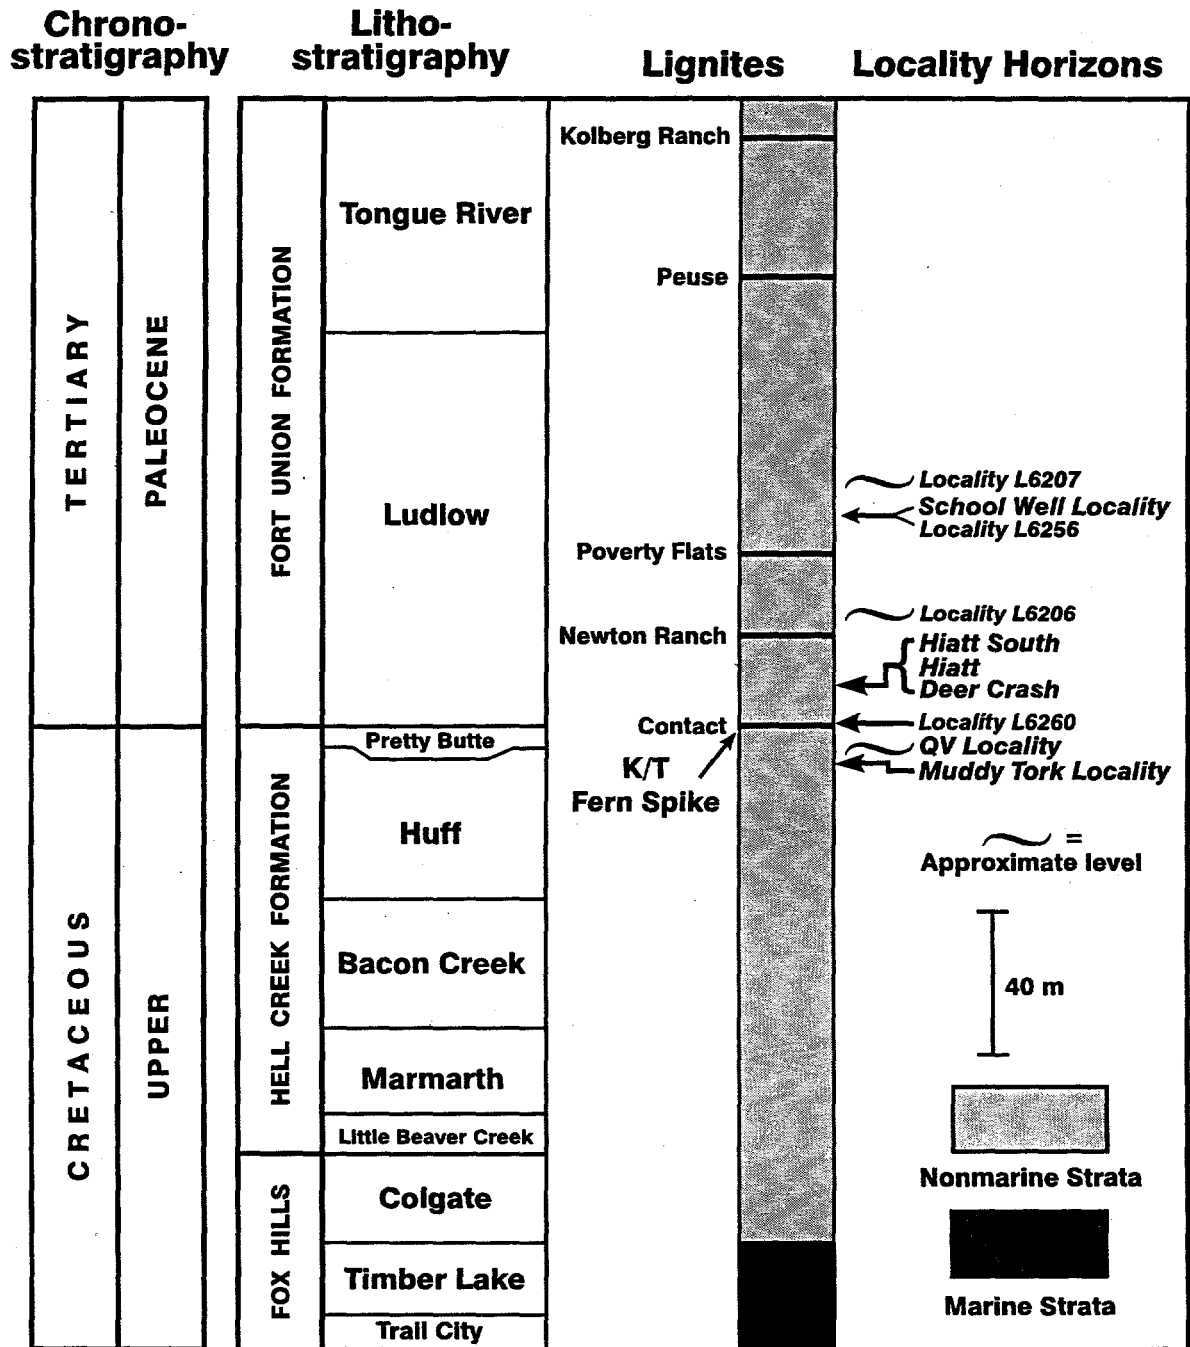 Chrono-
stratigraphy
Litho-
stratigraphy
Lignites
Locality Horizons
TERTIARY
PALEOCENE
CRETACEOUS
UPPER
FORT UNION FORMATION
HELL CREEK FORMATION
FOX HILLS
Tongue River
Ludlow
Pretty Butte
Huff
Bacon Creek
Marmarth
Little Beaver Creek
Colgate
Timber Lake
Trail City
Kolberg Ranch
Peuse
Poverty Flats
Newton Ranch
Contact
K/T
Fern Spike
Locality L6207
School Well Locality
Locality L6256
Locality L6206
Hiatt South
Hiatt
Deer Crash
Locality L6260
QV Locality
Muddy Tork Locality
=
Approximate level
40 m
Nonmarine Strata
Marine Strata